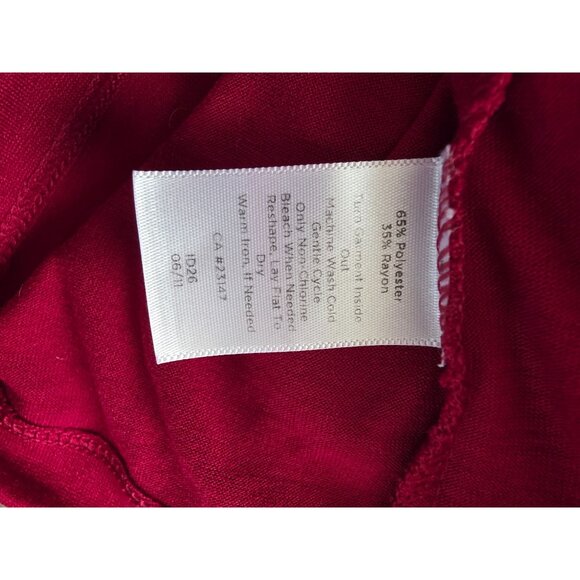 65% Polyester
35% Rayon
Turn Garment Inside
Out
Machine Wash Cold
Gentle Cycle
Only Non-Chlorine
Bleach When Needed
Reshape, Lay Flat To
Dry
Warm Iron, If Needed
CA #23147
ID26
06/11